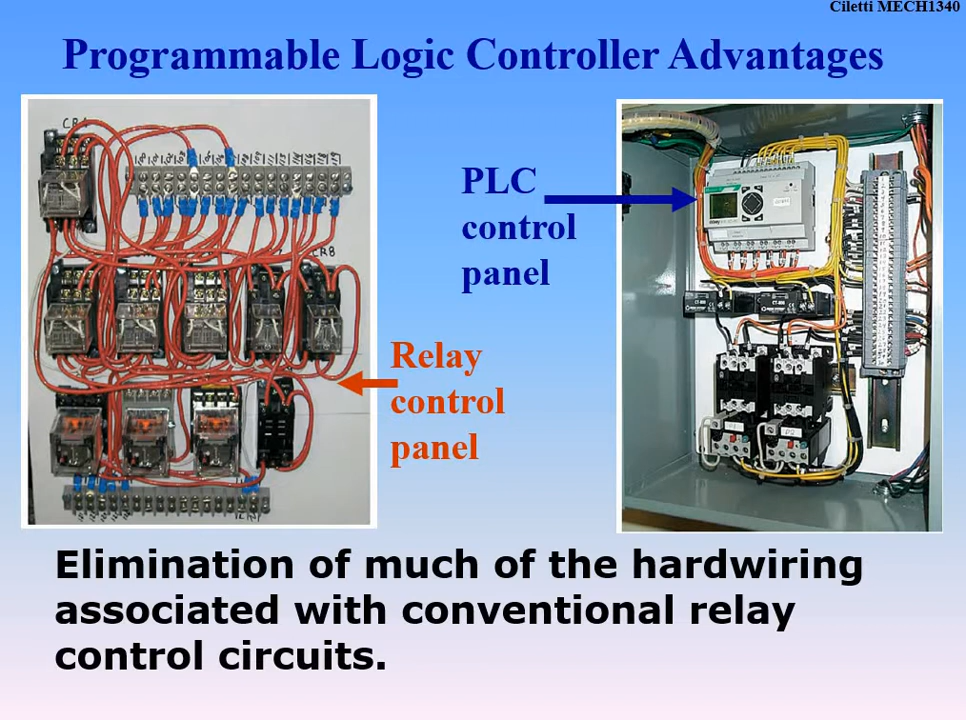 Ciletti MECH1340
Programmable Logic Controller Advantages
CR8
PLC
control
panel
Relay
control
panel
Elimination of much of the hardwiring
associated with conventional relay
control circuits.